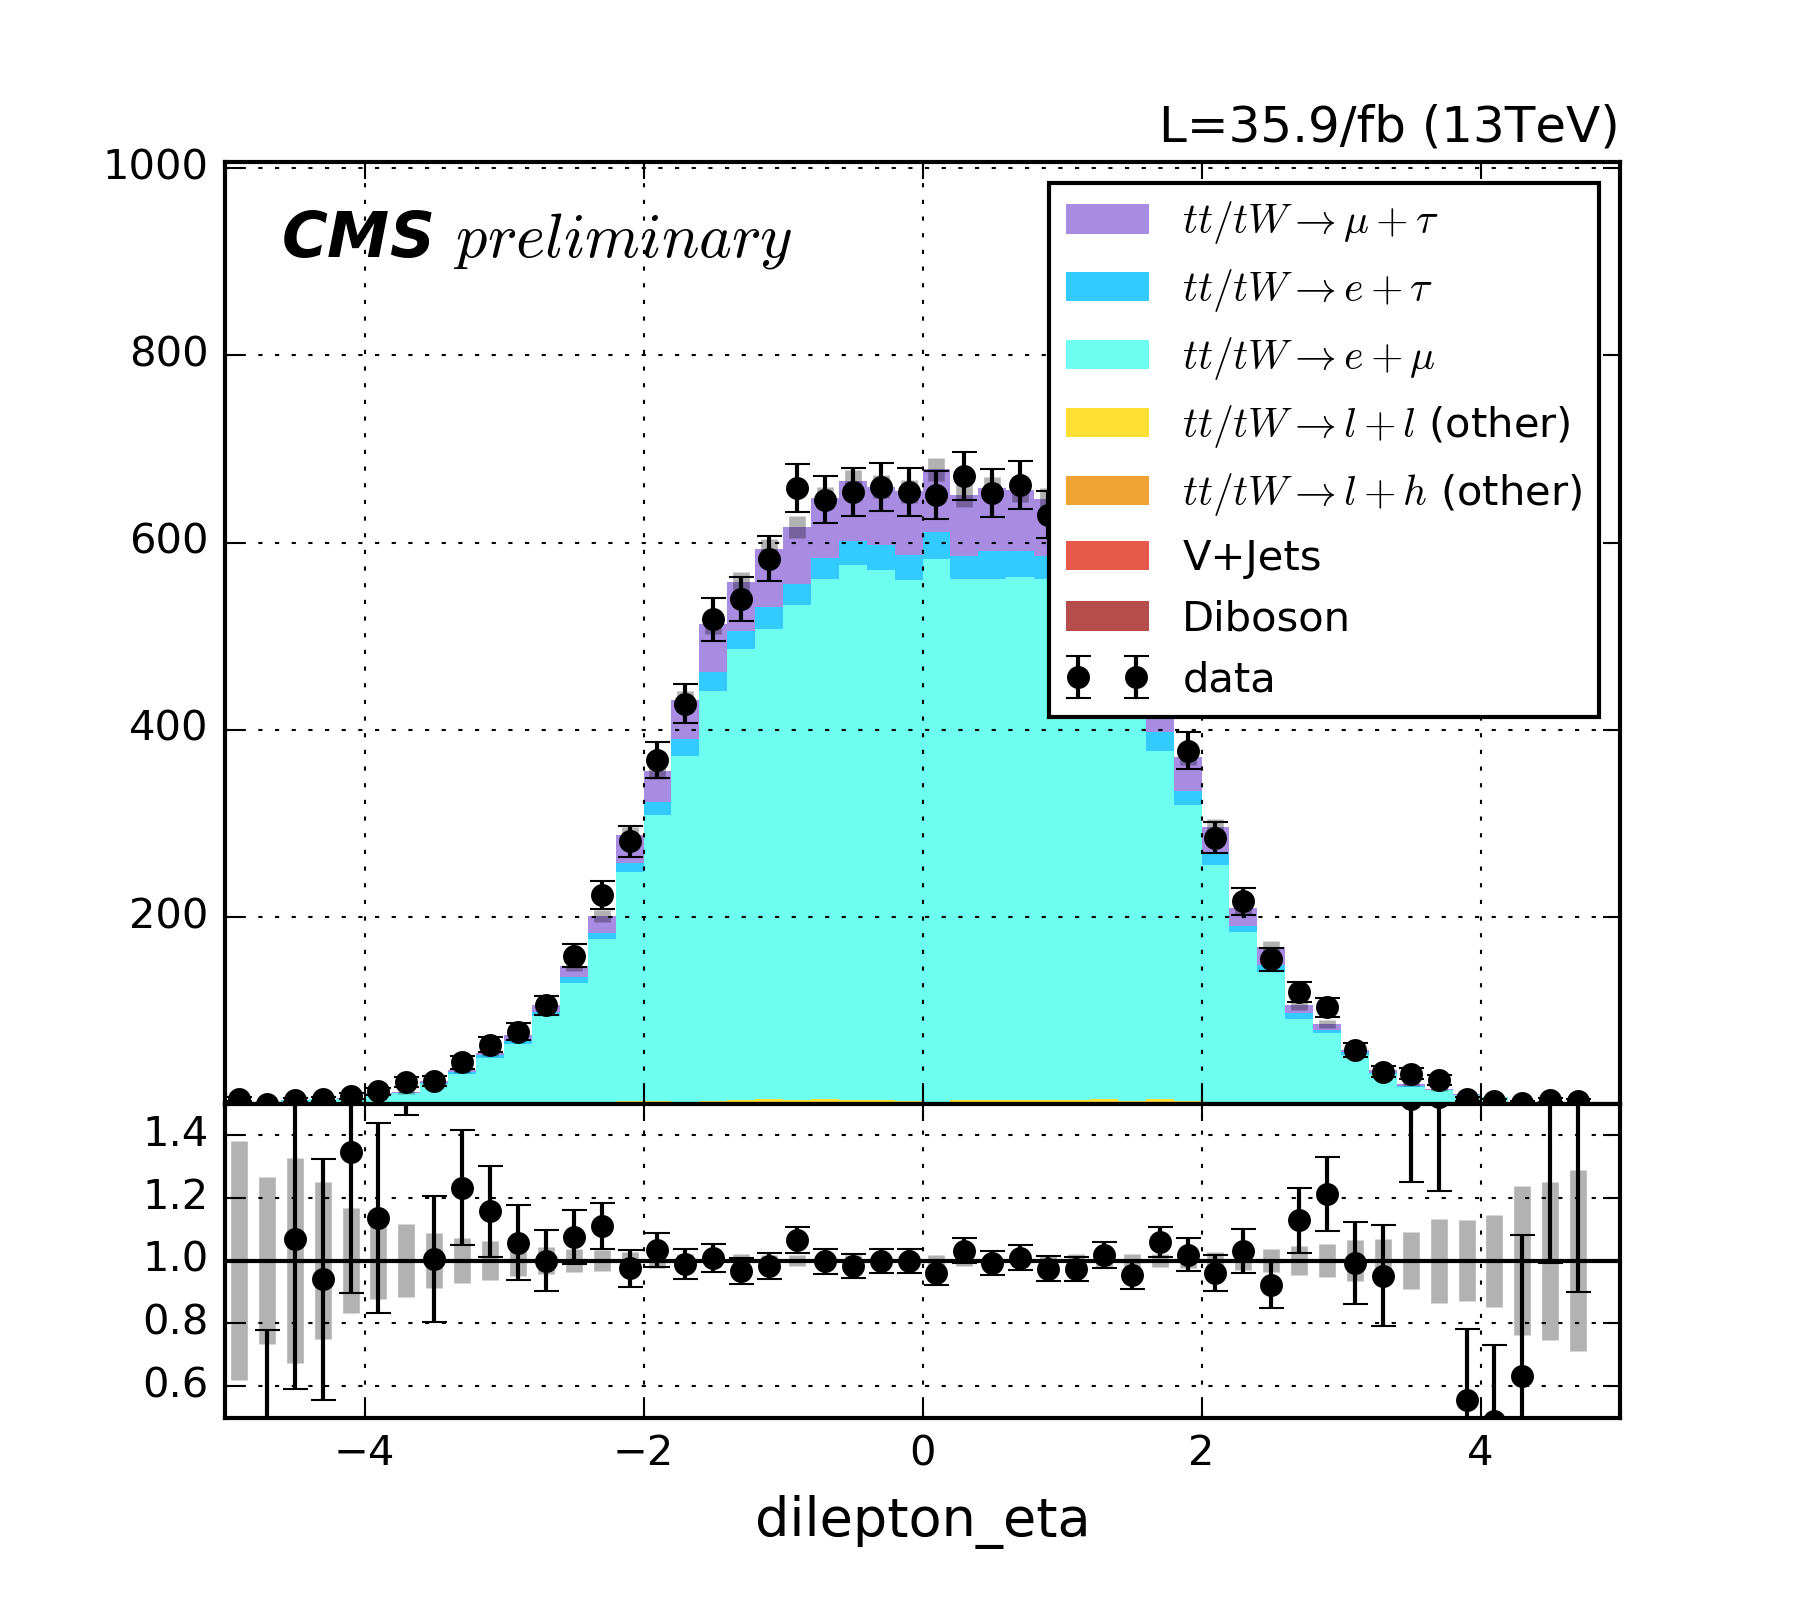 L=35.9/fb (13TeV)
CMS preliminary
1000
800
600
400
200
tt/tW→μ+τ
tt/tW→e+τ
tt/tW→e+μ
tt/tW→l+l (other)
tt/tW→l+h (other)
V+Jets
Diboson
data
1.4
1.2
1.0
0.8
0.6
−4 −2 0 2 4
dilepton_eta